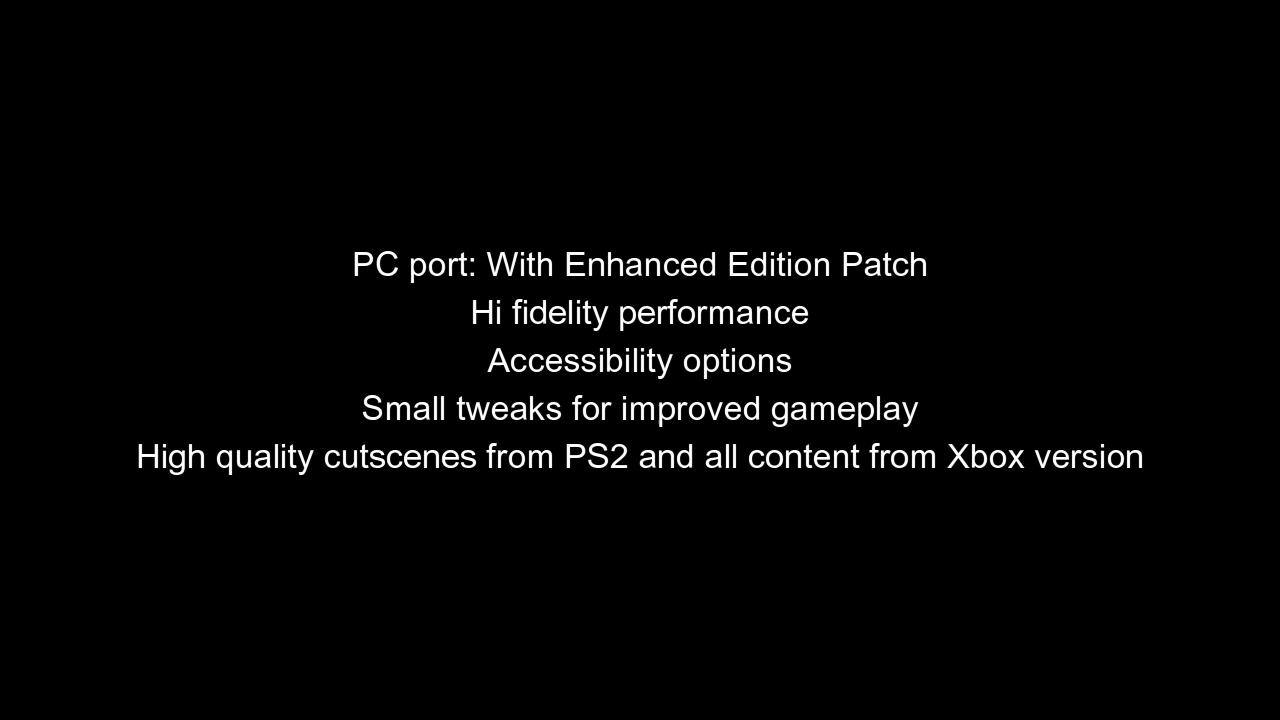 PC port: With Enhanced Edition Patch
Hi fidelity performance
Accessibility options
Small tweaks for improved gameplay
High quality cutscenes from PS2 and all content from Xbox version